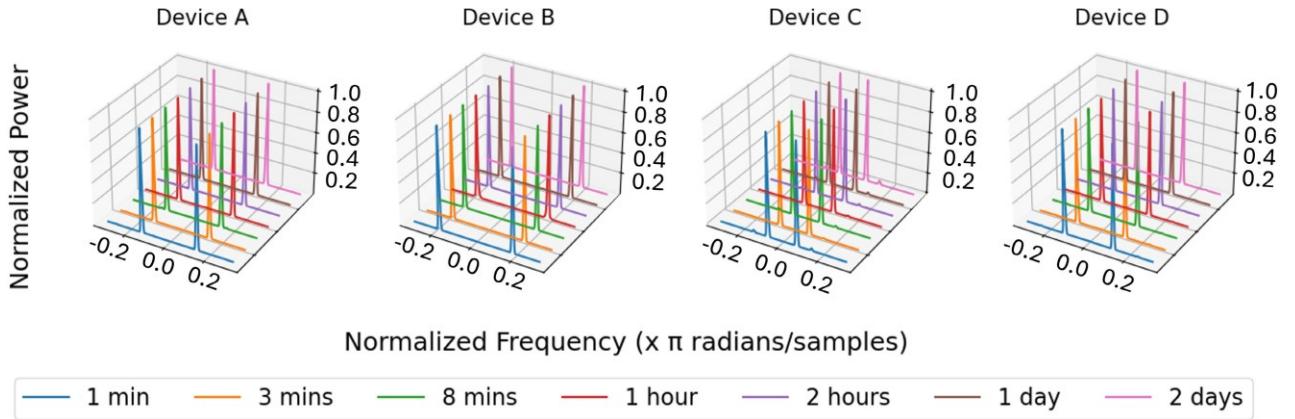 Device A Device B Device C Device D
Normalized Power
1.0 1.0 1.0 1.0
0.8 0.8 0.8 0.8
0.6 0.6 0.6 0.6
0.4 0.4 0.4 0.4
0.2 0.2 0.2 0.2
-0.2 0.0 0.2 -0.2 0.0 0.2 -0.2 0.0 0.2 -0.2 0.0 0.2
Normalized Frequency (x π radians/samples)
1 min 3 mins 8 mins 1 hour 2 hours 1 day 2 days